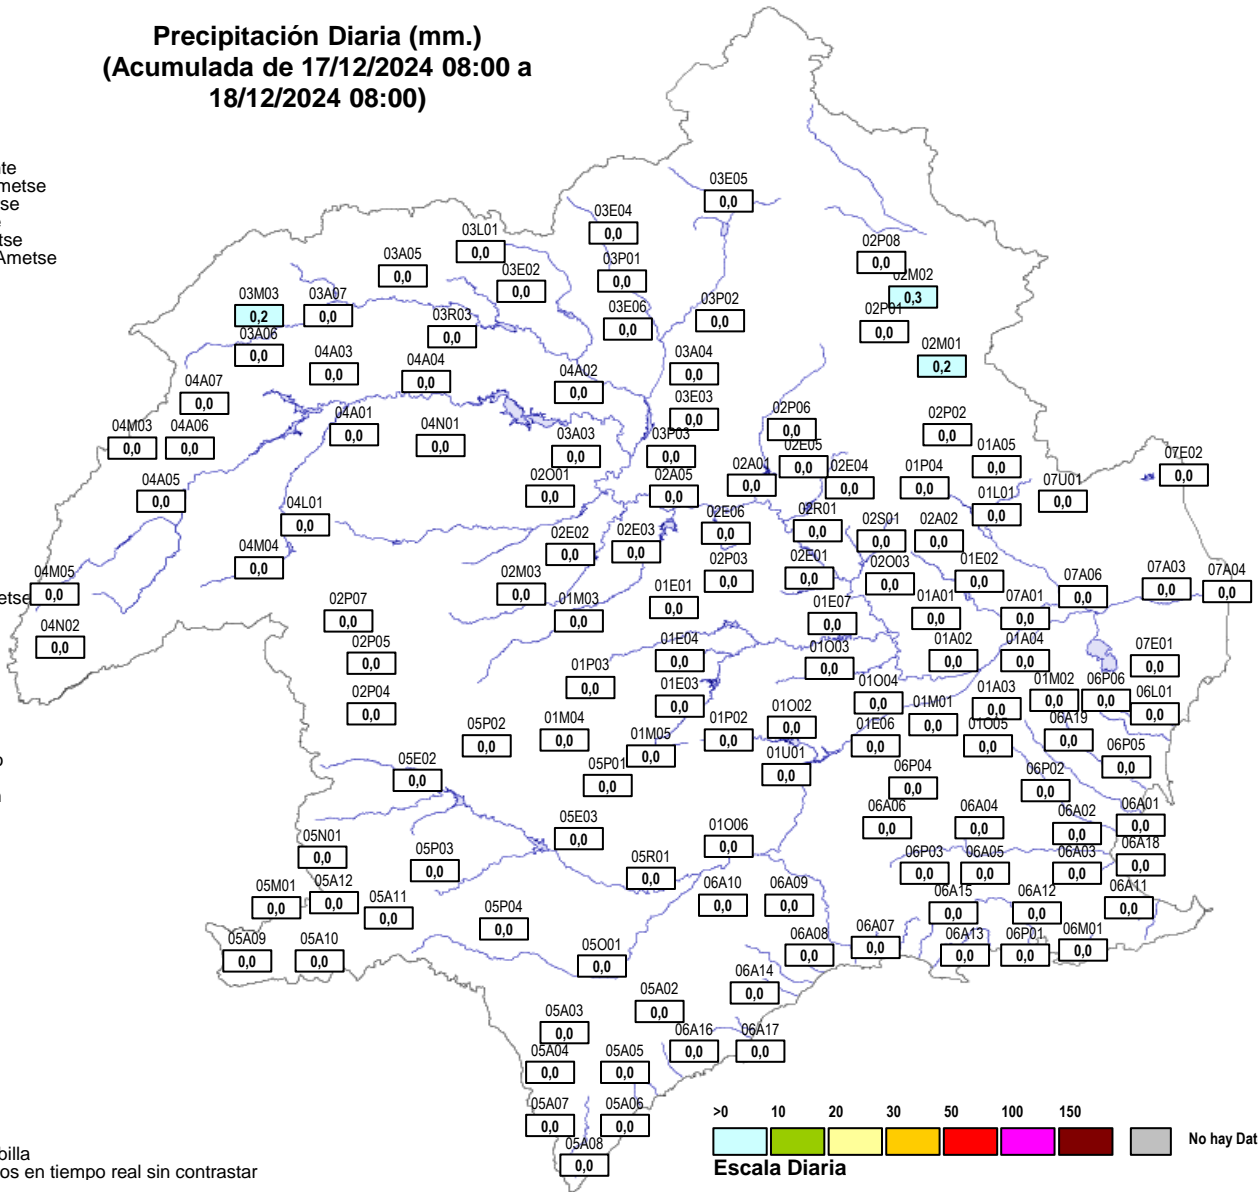 Precipitación Diaria (mm.)
(Acumulada de 17/12/2024 08:00 a
18/12/2024 08:00)
03E05
0,0
03E04
0,0
03L01
0,0
03A05
0,0
03E02
0,0
03P01
0,0
02P08
0,0
02M02
0,3
03M03
0,2
03A07
0,0
03R03
0,0
03E06
0,0
03P02
0,0
02P01
0,0
03A06
0,0
04A03
0,0
04A04
0,0
04A02
0,0
03A04
0,0
02M01
0,2
04A07
0,0
04A01
0,0
04N01
0,0
03E03
0,0
02P06
0,0
02P02
0,0
04M03
0,0
04A06
0,0
03A03
0,0
03P03
0,0
02E05
0,0
01A05
0,0
07E02
0,0
04A05
0,0
02O01
0,0
02A05
0,0
02A01
0,0
02E04
0,0
01P04
0,0
01L01
0,0
07U01
0,0
04L01
0,0
02E02
0,0
02E03
0,0
02E06
0,0
02R01
0,0
02S01
0,0
02A02
0,0
04M04
0,0
04M05
0,0
02M03
0,0
01M03
0,0
01E01
0,0
02P03
0,0
02E01
0,0
02O03
0,0
01E02
0,0
07A06
0,0
07A03
0,0
07A04
0,0
04N02
0,0
02P07
0,0
01E07
0,0
01A01
0,0
07A01
0,0
02P05
0,0
01E04
0,0
01O03
0,0
01A02
0,0
01A04
0,0
07E01
0,0
02P04
0,0
01P03
0,0
01E03
0,0
01O04
0,0
01A03
0,0
01M02
0,0
06P06
0,0
06L01
0,0
05P02
0,0
01M04
0,0
01M05
0,0
01P02
0,0
01O02
0,0
01E06
0,0
01M01
0,0
01O05
0,0
06A19
0,0
05E02
0,0
05P01
0,0
01U01
0,0
06P04
0,0
06P02
0,0
06P05
0,0
05E03
0,0
01O06
0,0
06A06
0,0
06A04
0,0
06A02
0,0
06A01
0,0
05N01
0,0
05P03
0,0
05R01
0,0
06P03
0,0
06A05
0,0
06A03
0,0
06A18
0,0
05M01
0,0
05A12
0,0
05A11
0,0
06A10
0,0
06A09
0,0
06A15
0,0
06A12
0,0
06A11
0,0
05A09
0,0
05A10
0,0
05P04
0,0
05O01
0,0
06A08
0,0
06A07
0,0
06A13
0,0
06P01
0,0
06M01
0,0
05A03
0,0
05A02
0,0
06A14
0,0
05A04
0,0
05A05
0,0
06A16
0,0
06A17
0,0
05A07
0,0
05A06
0,0
05A08
0,0
>0 10 20 30 50 100 150
No hay Dat
Escala Diaria
billa
os en tiempo real sin contrastar